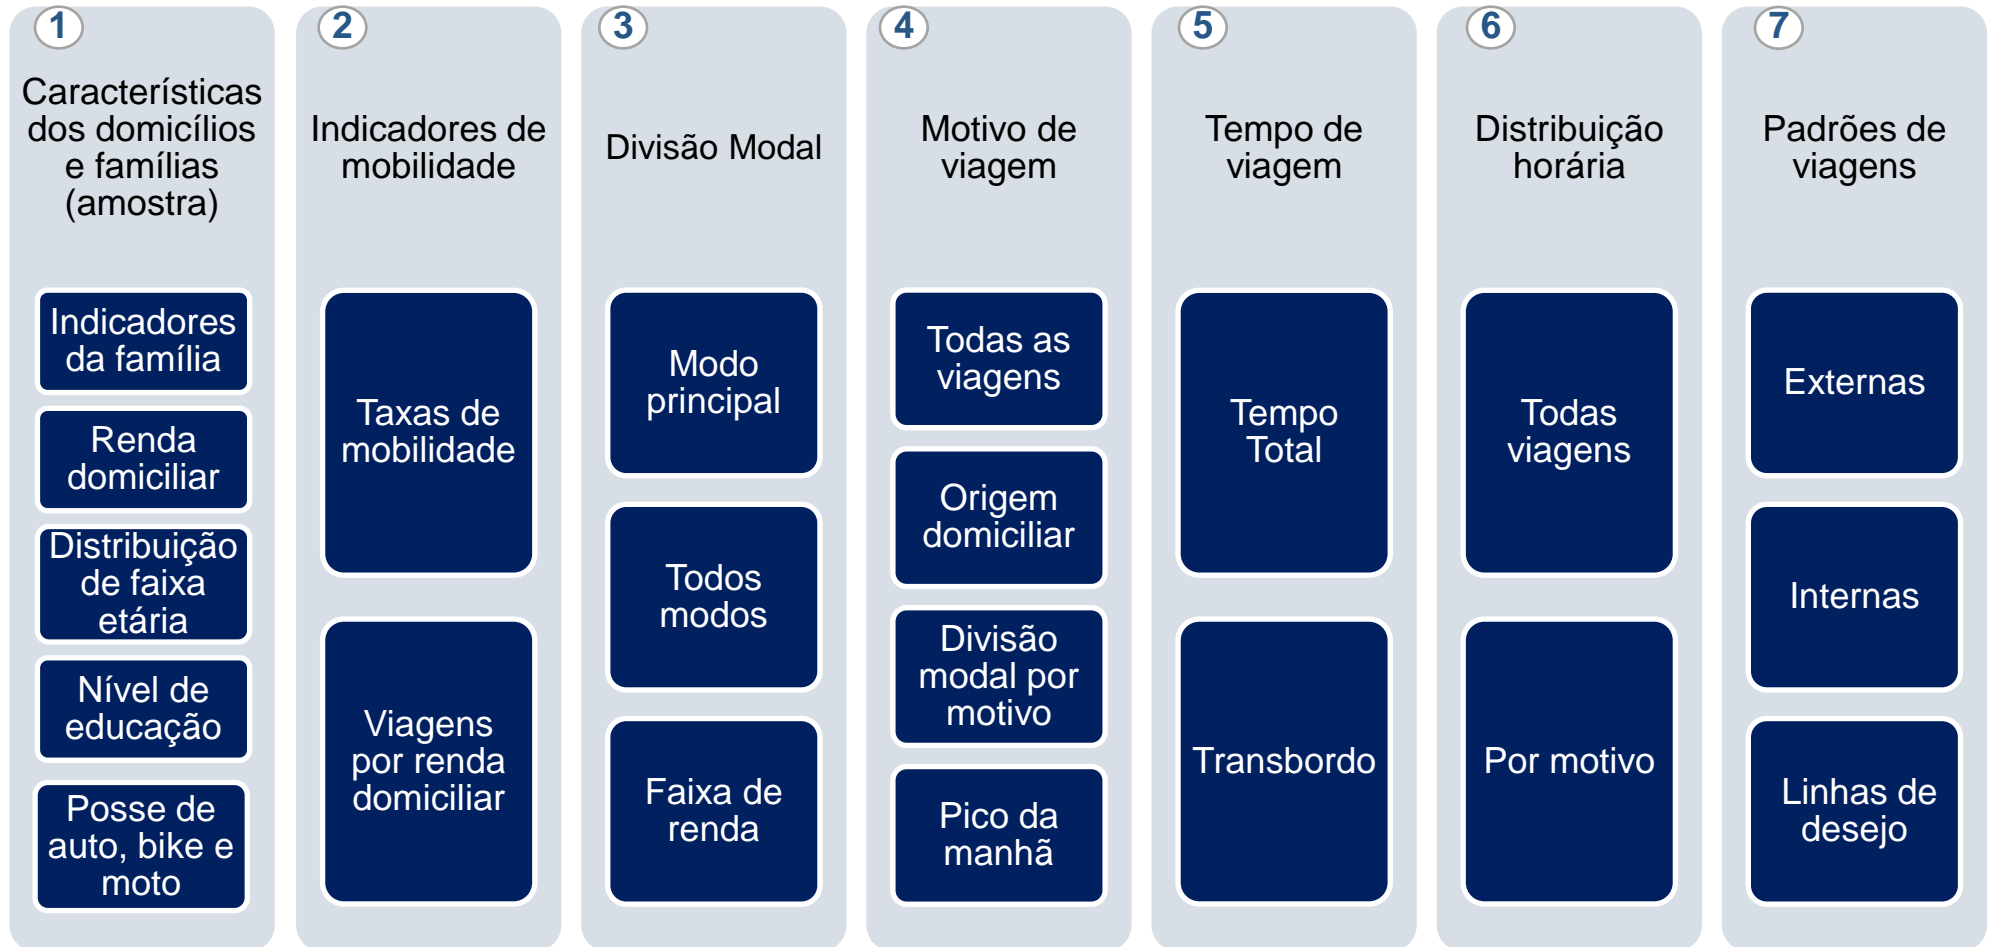 1
Características
dos domicílios
e famílias
(amostra)
Indicadores
da família
Renda
domiciliar
Distribuição
de faixa
etária
Nível de
educação
Posse de
auto, bike e
moto
2
Indicadores de
mobilidade
Taxas de
mobilidade
Viagens
por renda
domiciliar
3
Divisão Modal
Modo
principal
Todos
modos
Faixa de
renda
4
Motivo de
viagem
Todas as
viagens
Origem
domiciliar
Divisão
modal por
motivo
Pico da
manhã
5
Tempo de
viagem
Tempo
Total
Transbordo
6
Distribuição
horária
Todas
viagens
Por motivo
7
Padrões de
viagens
Externas
Internas
Linhas de
desejo